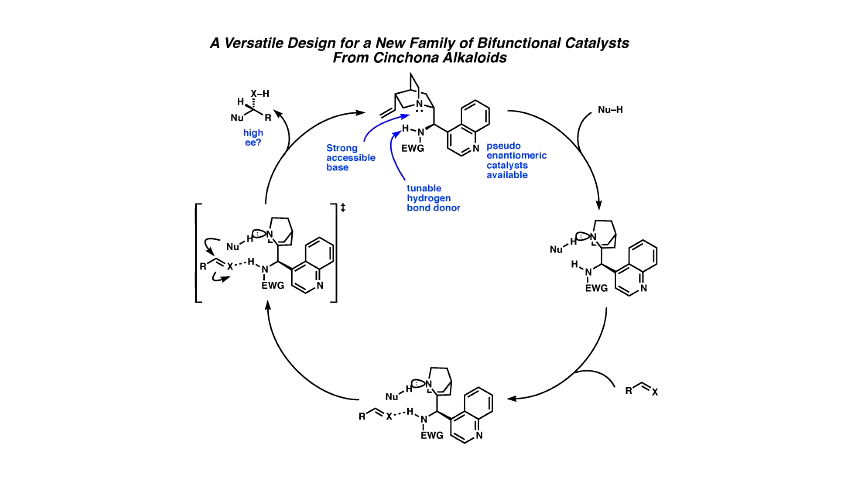 A Versatile Design for a New Family of Bifunctional Catalysts
From Cinchona Alkaloids
X-H
H
Nu
R
high
ee?
N
H
N
EWG
N
Strong
accessible
base
tunable
hydrogen
bond donor
pseudo
enantiomeric
catalysts
available
Nu-H
Nu
H
N
H
N
EWG
N
R
X
Nu
H
N
R
X
H
N
EWG
N
‡
Nu
H
N
R
X
H
N
EWG
N